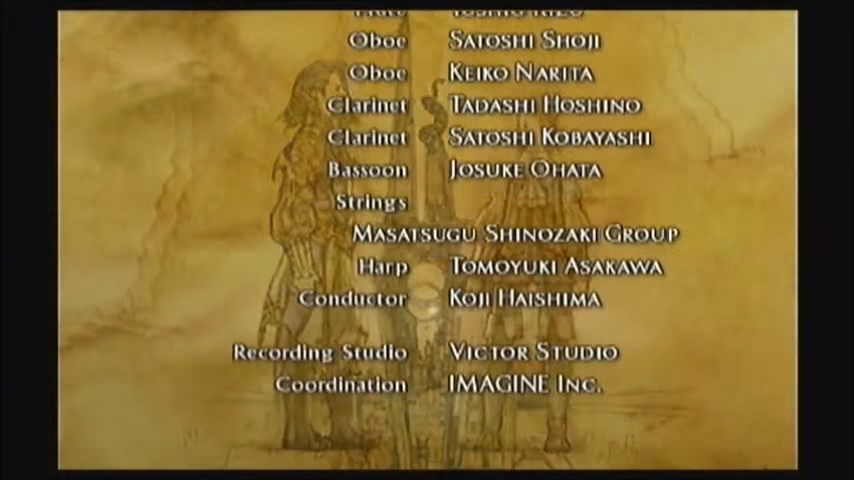 Oboe SATOSHI SHOJI
Oboe KEIKO NARITA
Clarinet TADASHI HOSHINO
Clarinet SATOSHI KOBAYASHI
Bassoon JOSUKE OHATA
Strings
MASATSUGU SHINOZAKI GROUP
Harp TOMOYUKI ASAKAWA
Conductor KOJI HAISHIMA
Recording Studio VICTOR STUDIO
Coordination IMAGINE INC.